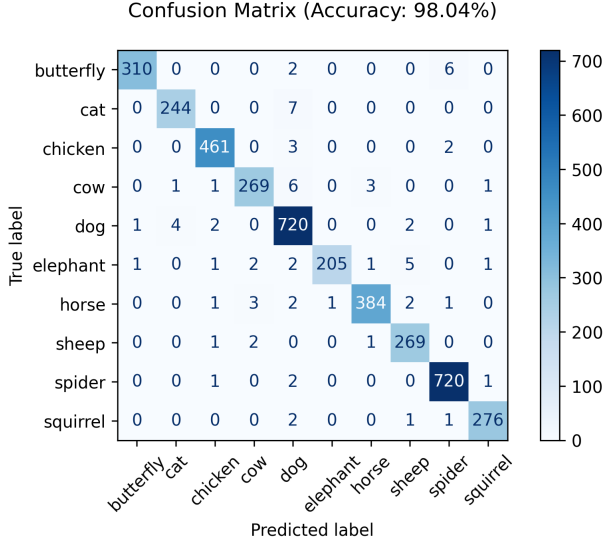 Confusion Matrix (Accuracy: 98.04%)
butterfly 310 0 0 0 2 0 0 0 6 0
cat 0 244 0 0 7 0 0 0 0 0
chicken 0 0 461 0 3 0 0 0 2 0
cow 0 1 1 269 6 0 3 0 0 1
dog 1 4 2 0 720 0 0 2 0 1
elephant 1 0 1 2 2 205 1 5 0 1
horse 0 0 1 3 2 1 384 2 1 0
sheep 0 0 1 2 0 0 1 269 0 0
spider 0 0 1 0 2 0 0 0 720 1
squirrel 0 0 0 0 2 0 0 1 1 276
True label
butterfly cat chicken cow dog elephant horse sheep spider squirrel
Predicted label
700
600
500
400
300
200
100
0